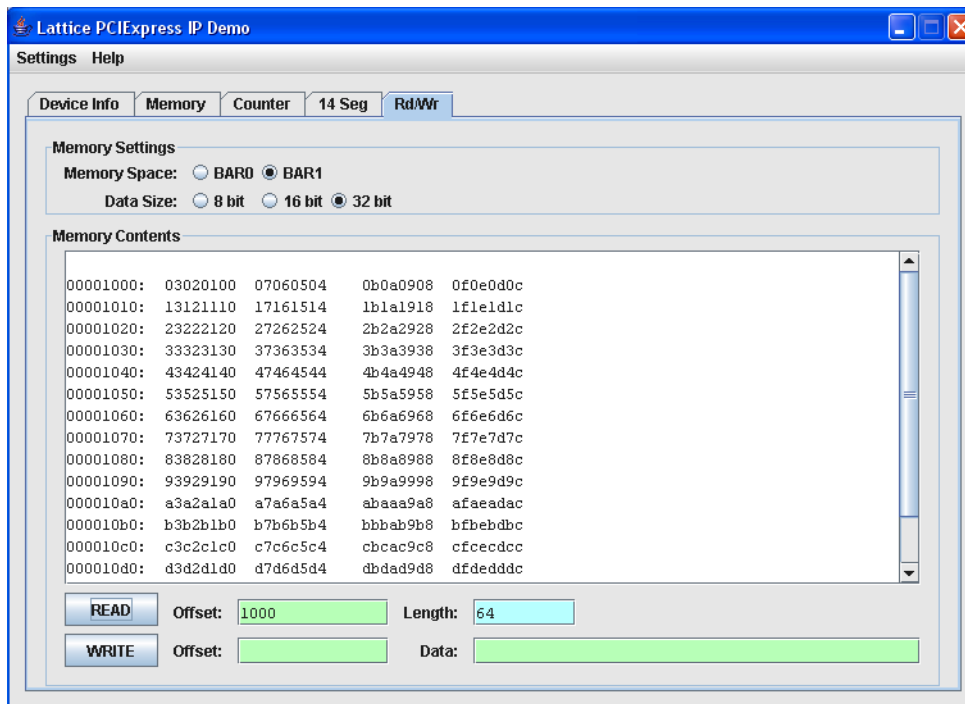 Lattice PCIExpress IP Demo
Settings Help
Device Info Memory Counter 14 Seg Rd/Wr
Memory Settings
Memory Space: BAR0 BAR1
Data Size: 8 bit 16 bit 32 bit
Memory Contents
00001000: 03020100 07060504 0b0a0908 0f0e0d0c
00001010: 13121110 17161514 1b1a1918 1f1e1d1c
00001020: 23222120 27262524 2b2a2928 2f2e2d2c
00001030: 33323130 37363534 3b3a3938 3f3e3d3c
00001040: 43424140 47464544 4b4a4948 4f4e4d4c
00001050: 53525150 57565554 5b5a5958 5f5e5d5c
00001060: 63626160 67666564 6b6a6968 6f6e6d6c
00001070: 73727170 77767574 7b7a7978 7f7e7d7c
00001080: 83828180 87868584 8b8a8988 8f8e8d8c
00001090: 93929190 97969594 9b9a9998 9f9e9d9c
000010a0: a3a2a1a0 a7a6a5a4 abaaa9a8 afaeadac
000010b0: b3b2b1b0 b7b6b5b4 bbbab9b8 bfbebdbc
000010c0: c3c2c1c0 c7c6c5c4 cbcac9c8 cfcecdcc
000010d0: d3d2d1d0 d7d6d5d4 dbdad9d8 dfdedddc
READ Offset: 1000 Length: 64
WRITE Offset: Data: